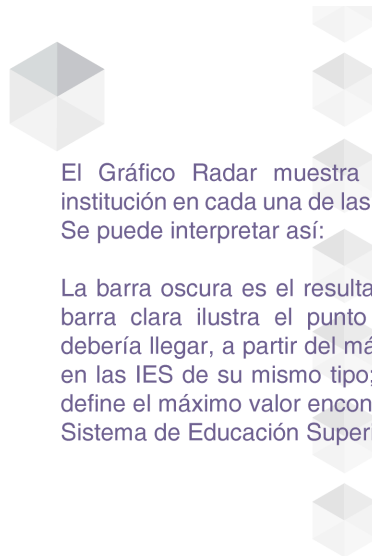 El Gráfico Radar muestra
institución en cada una de las
Se puede interpretar así:
La barra oscura es el resulta
barra clara ilustra el punto
debería llegar, a partir del má
en las IES de su mismo tipo;
define el máximo valor encon
Sistema de Educación Superi